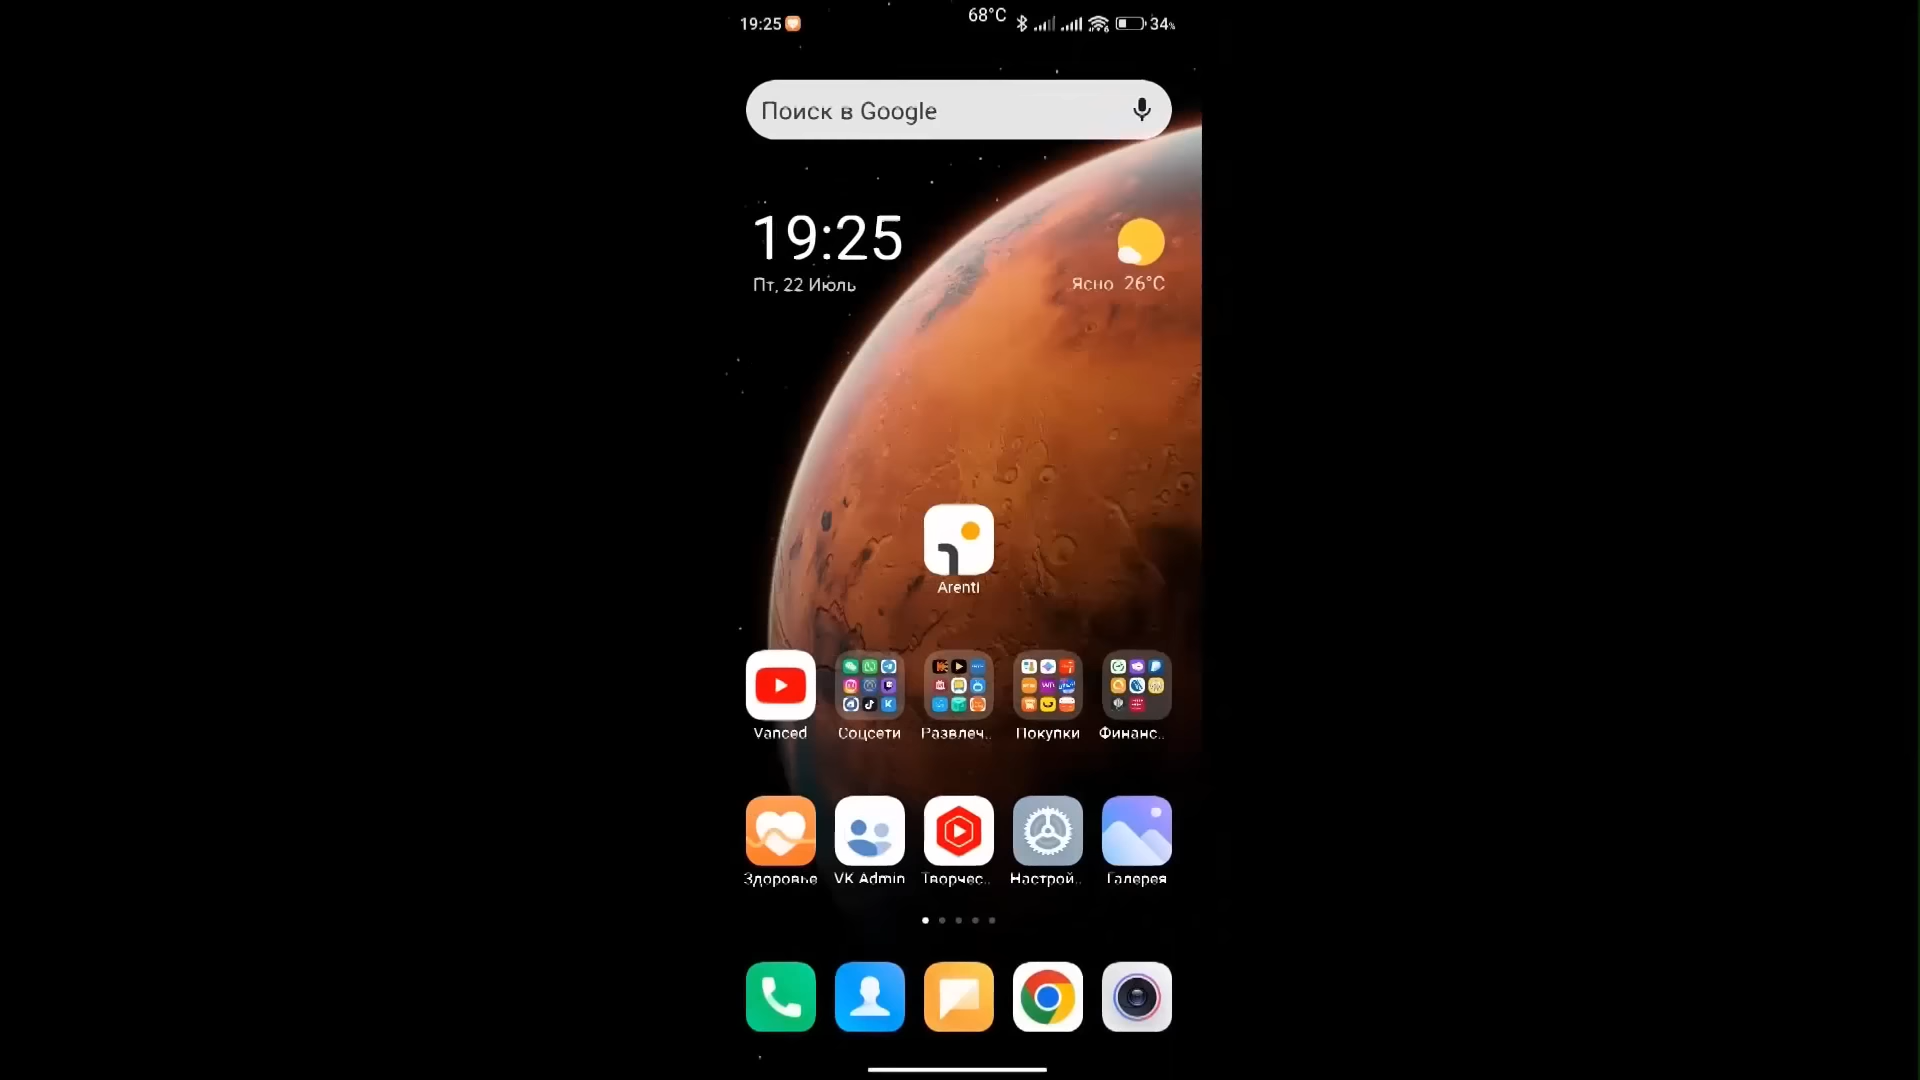 19:25 68°C 34%
Поиск в Google
19:25
Пт, 22 Июль
Ясно 26°C
Arenti
Vanced Соцсети Развлеч.. Покупки Финанс..
Здоровье VK Admin Творчес.. Настрой.. Галерея